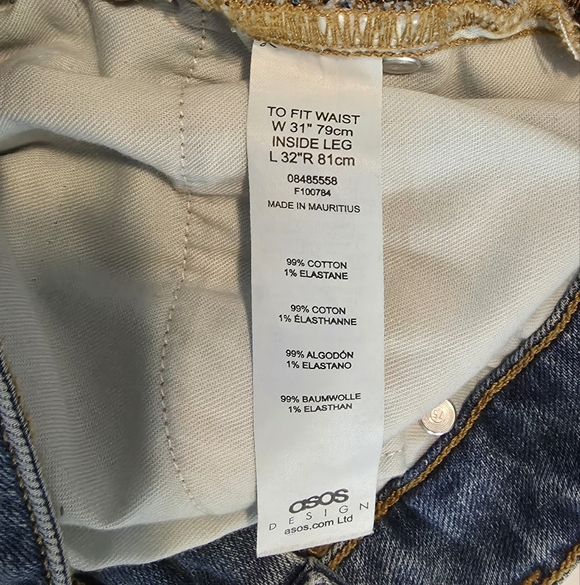 TO FIT WAIST
W 31" 79cm
INSIDE LEG
L 32"R 81cm
08485558
F100784
MADE IN MAURITIUS
99% COTTON
1% ELASTANE
99% COTON
1% ÉLASTHANNE
99% ALGODÓN
1% ELASTANO
99% BAUMWOLLE
1% ELASTHAN
asos
DESIGN
asos.com Ltd